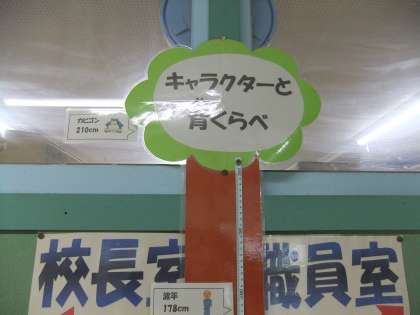 キャラクターと
背くらべ
カビゴン
210cm
校長室
職員室
波平
178cm